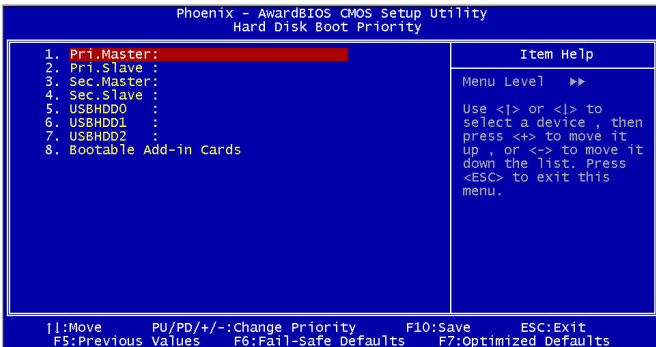 Phoenix - AwardBIOS CMOS Setup Utility
Hard Disk Boot Priority
1. Pri.Master:
2. Pri.Slave :
3. Sec.Master:
4. Sec.Slave :
5. USBHDD0 :
6. USBHDD1 :
7. USBHDD2 :
8. Bootable Add-in Cards
Item Help
Menu Level ▸▸
Use <↑> or <↓> to
select a device , then
press <+> to move it
up , or <-> to move it
down the list. Press
<ESC> to exit this
menu.
↑↓:Move PU/PD/+/-:Change Priority F10:Save ESC:Exit
F5:Previous Values F6:Fail-Safe Defaults F7:Optimized Defaults